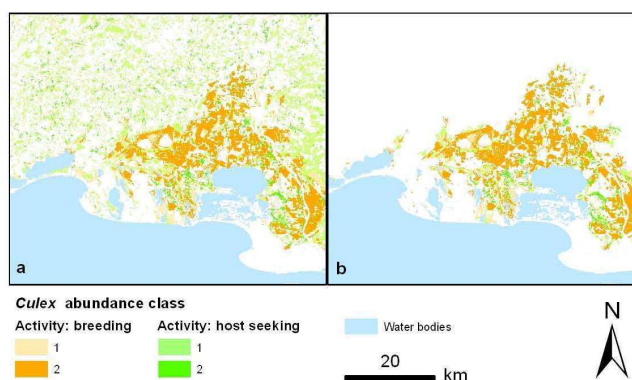 a
b
Culex abundance class
Activity: breeding
Activity: host seeking
1
1
2
2
Water bodies
20
km
N